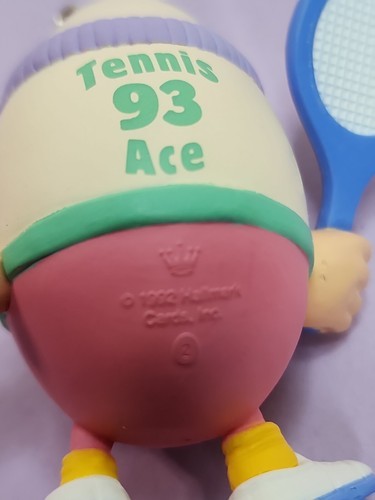 Tennis
93
Ace
© 1992 Hallmark
Cards, Inc.